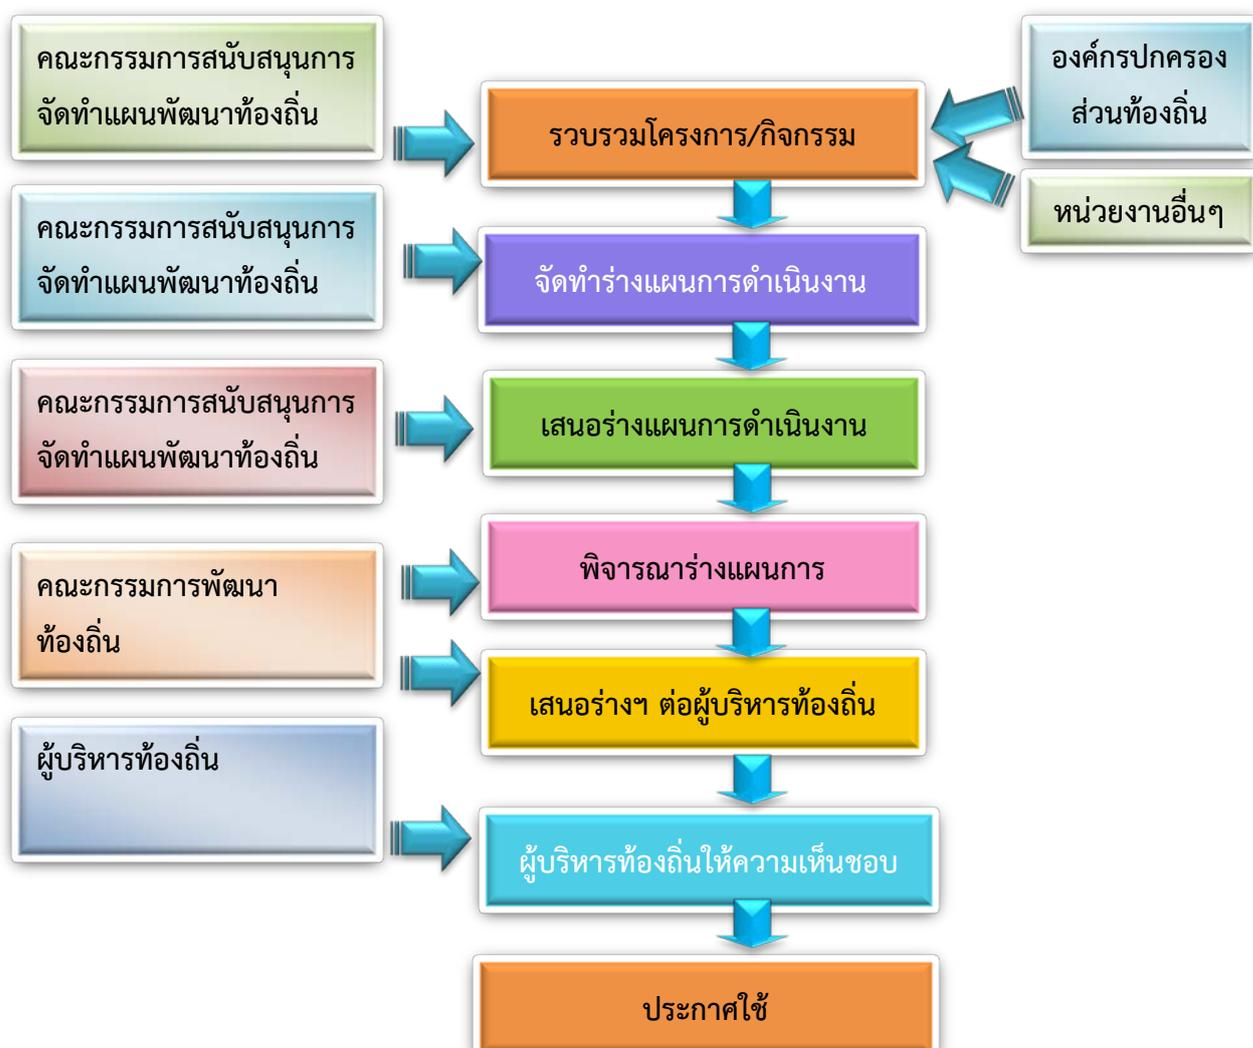 คณะกรรมการสนับสนุนการ
จัดทำแผนพัฒนาท้องถิ่น
รวบรวมโครงการ/กิจกรรม
องค์กรปกครอง
ส่วนท้องถิ่น
หน่วยงานอื่นๆ
คณะกรรมการสนับสนุนการ
จัดทำแผนพัฒนาท้องถิ่น
จัดทำร่างแผนการดำเนินงาน
คณะกรรมการสนับสนุนการ
จัดทำแผนพัฒนาท้องถิ่น
เสนอร่างแผนการดำเนินงาน
คณะกรรมการพัฒนา
ท้องถิ่น
พิจารณาร่างแผนการ
เสนอร่างฯ ต่อผู้บริหารท้องถิ่น
ผู้บริหารท้องถิ่น
ผู้บริหารท้องถิ่นให้ความเห็นชอบ
ประกาศใช้